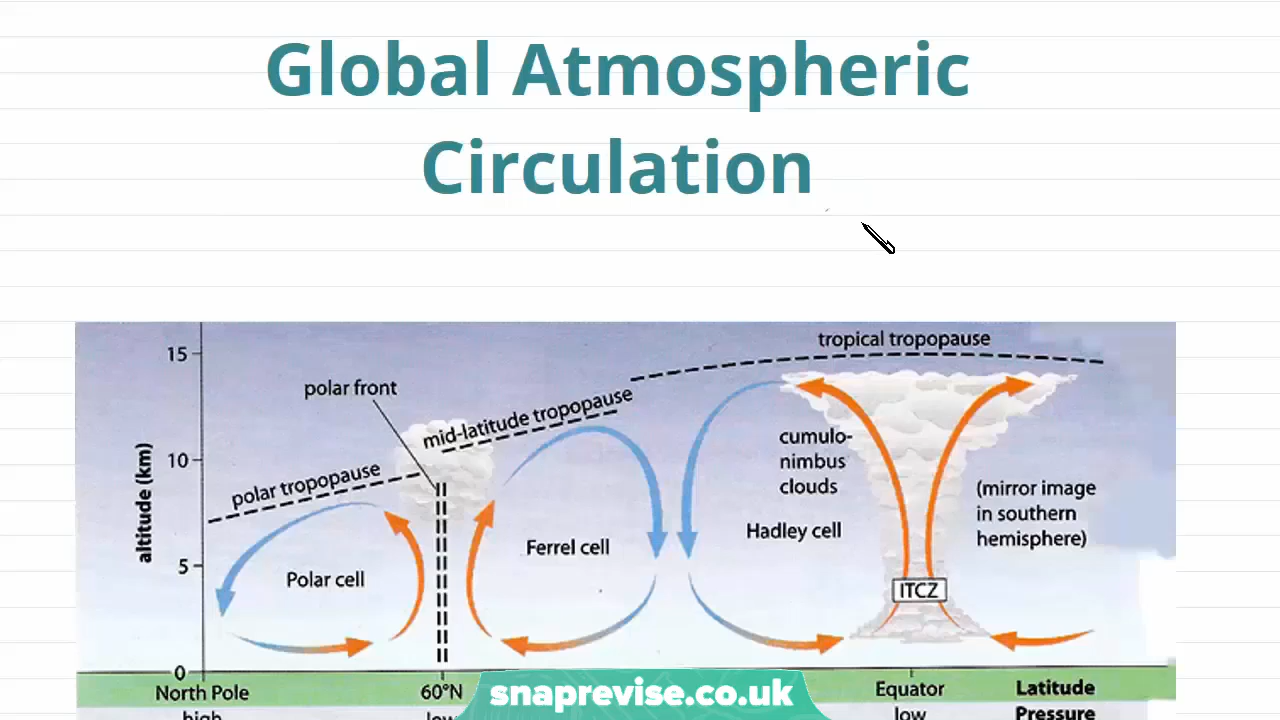 Global Atmospheric
Circulation
tropical tropopause
15
polar front
mid-latitude tropopause
cumulo-
nimbus
clouds
10
polar tropopause
altitude (km)
(mirror image
in southern
hemisphere)
Hadley cell
Ferrel cell
5
Polar cell
ITCZ
0
North Pole
60°N
snaprevise.co.uk
Equator
Latitude
high
low
low
Pressure